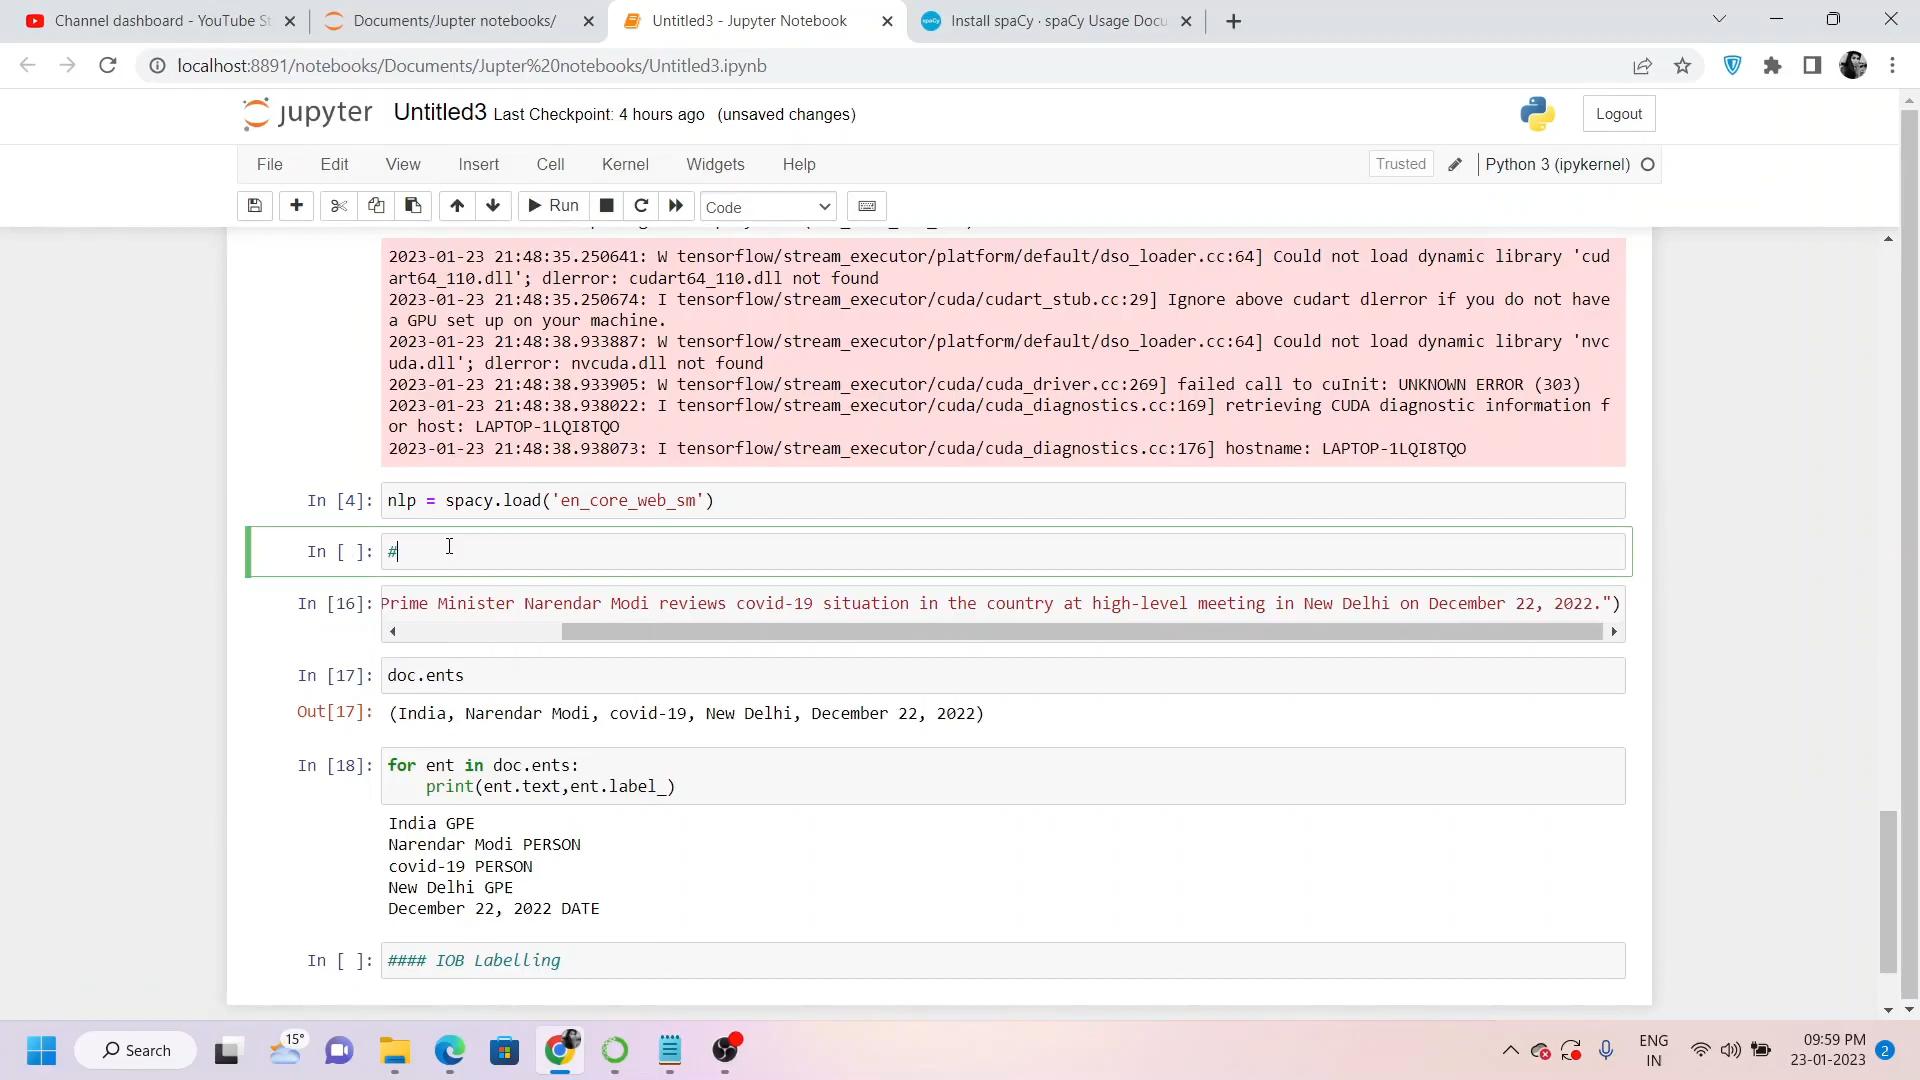 Channel dashboard - YouTube St
Documents/Jupter notebooks/
Untitled3 - Jupyter Notebook
Install spaCy · spaCy Usage Docu
localhost:8891/notebooks/Documents/Jupter%20notebooks/Untitled3.ipynb
jupyter Untitled3 Last Checkpoint: 4 hours ago (unsaved changes)
Logout
File Edit View Insert Cell Kernel Widgets Help
Trusted
Python 3 (ipykernel)
Run
Code
2023-01-23 21:48:35.250641: W tensorflow/stream_executor/platform/default/dso_loader.cc:64] Could not load dynamic library 'cud
art64_110.dll'; dlerror: cudart64_110.dll not found
2023-01-23 21:48:35.250674: I tensorflow/stream_executor/cuda/cudart_stub.cc:29] Ignore above cudart dlerror if you do not have
a GPU set up on your machine.
2023-01-23 21:48:38.933887: W tensorflow/stream_executor/platform/default/dso_loader.cc:64] Could not load dynamic library 'nvc
uda.dll'; dlerror: nvcuda.dll not found
2023-01-23 21:48:38.933905: W tensorflow/stream_executor/cuda/cuda_driver.cc:269] failed call to cuInit: UNKNOWN ERROR (303)
2023-01-23 21:48:38.938022: I tensorflow/stream_executor/cuda/cuda_diagnostics.cc:169] retrieving CUDA diagnostic information f
or host: LAPTOP-1LQI8TQO
2023-01-23 21:48:38.938073: I tensorflow/stream_executor/cuda/cuda_diagnostics.cc:176] hostname: LAPTOP-1LQI8TQO
In [4]: nlp = spacy.load('en_core_web_sm')
In [ ]: #
In [16]: Prime Minister Narendar Modi reviews covid-19 situation in the country at high-level meeting in New Delhi on December 22, 2022.")
In [17]: doc.ents
Out[17]: (India, Narendar Modi, covid-19, New Delhi, December 22, 2022)
In [18]: for ent in doc.ents:
print(ent.text,ent.label_)
India GPE
Narendar Modi PERSON
covid-19 PERSON
New Delhi GPE
December 22, 2022 DATE
In [ ]: #### IOB Labelling
Search
15°
ENG
IN
09:59 PM
23-01-2023
2